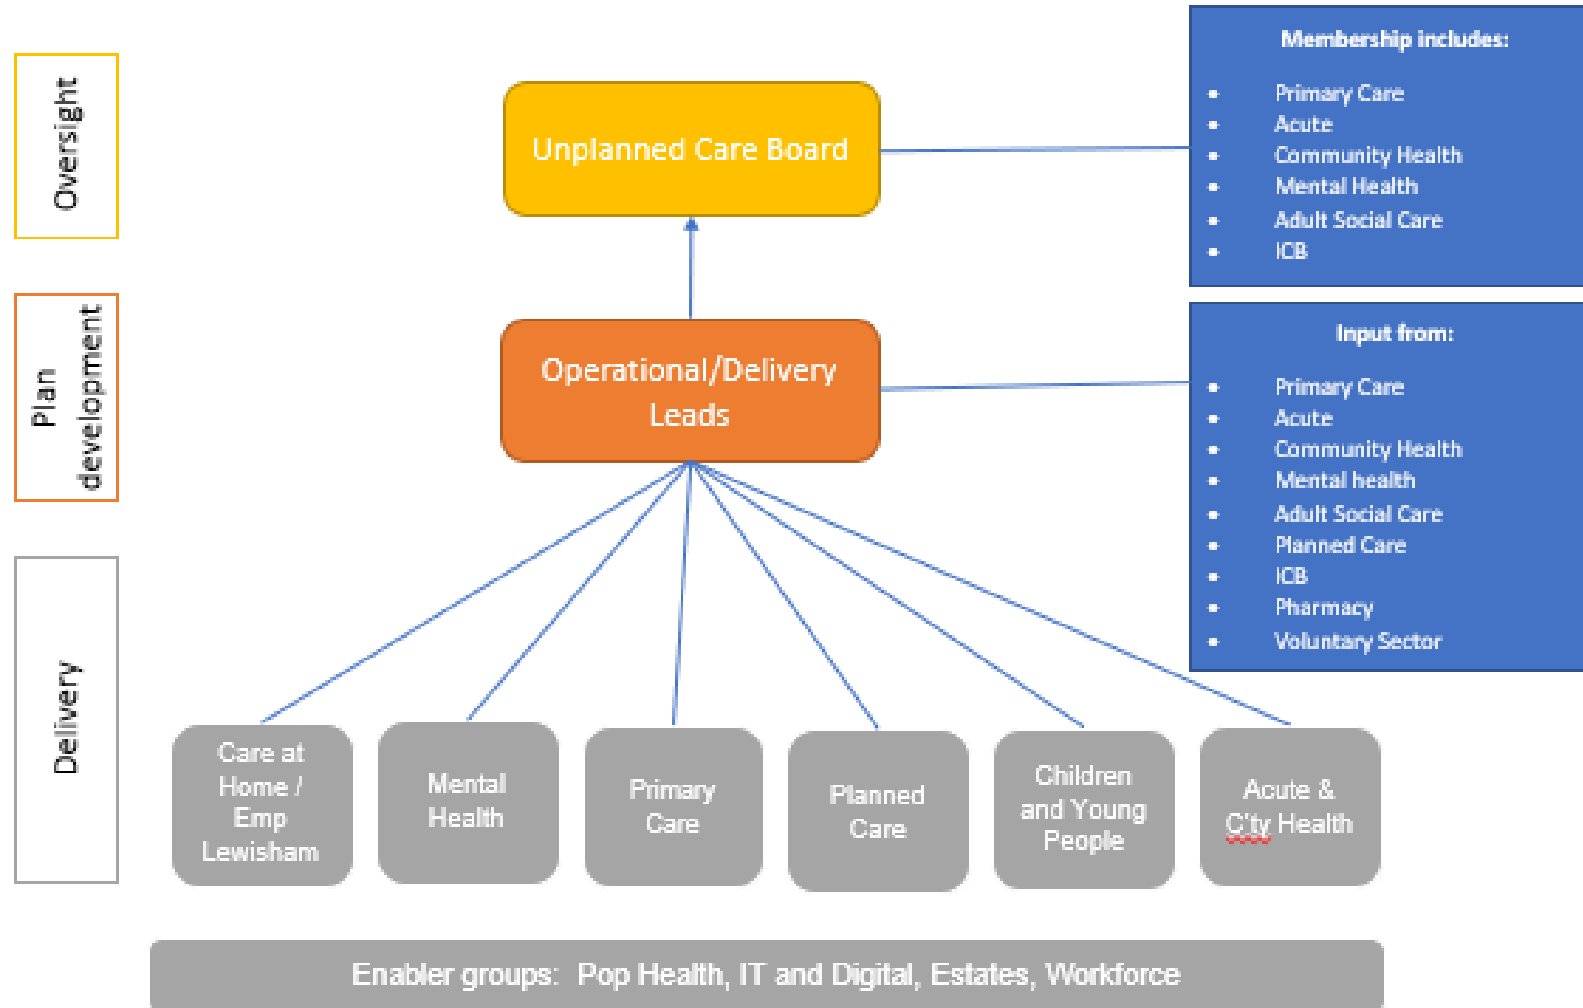 Oversight
Unplanned Care Board
Membership includes:
• Primary Care
• Acute
• Community Health
• Mental Health
• Adult Social Care
• ICB
Plan
development
Operational/Delivery
Leads
Input from:
• Primary Care
• Acute
• Community Health
• Mental health
• Adult Social Care
• Planned Care
• ICB
• Pharmacy
• Voluntary Sector
Delivery
Care at
Home /
Emp
Lewisham
Mental
Health
Primary
Care
Planned
Care
Children
and Young
People
Acute &
C'ty Health
Enabler groups: Pop Health, IT and Digital, Estates, Workforce